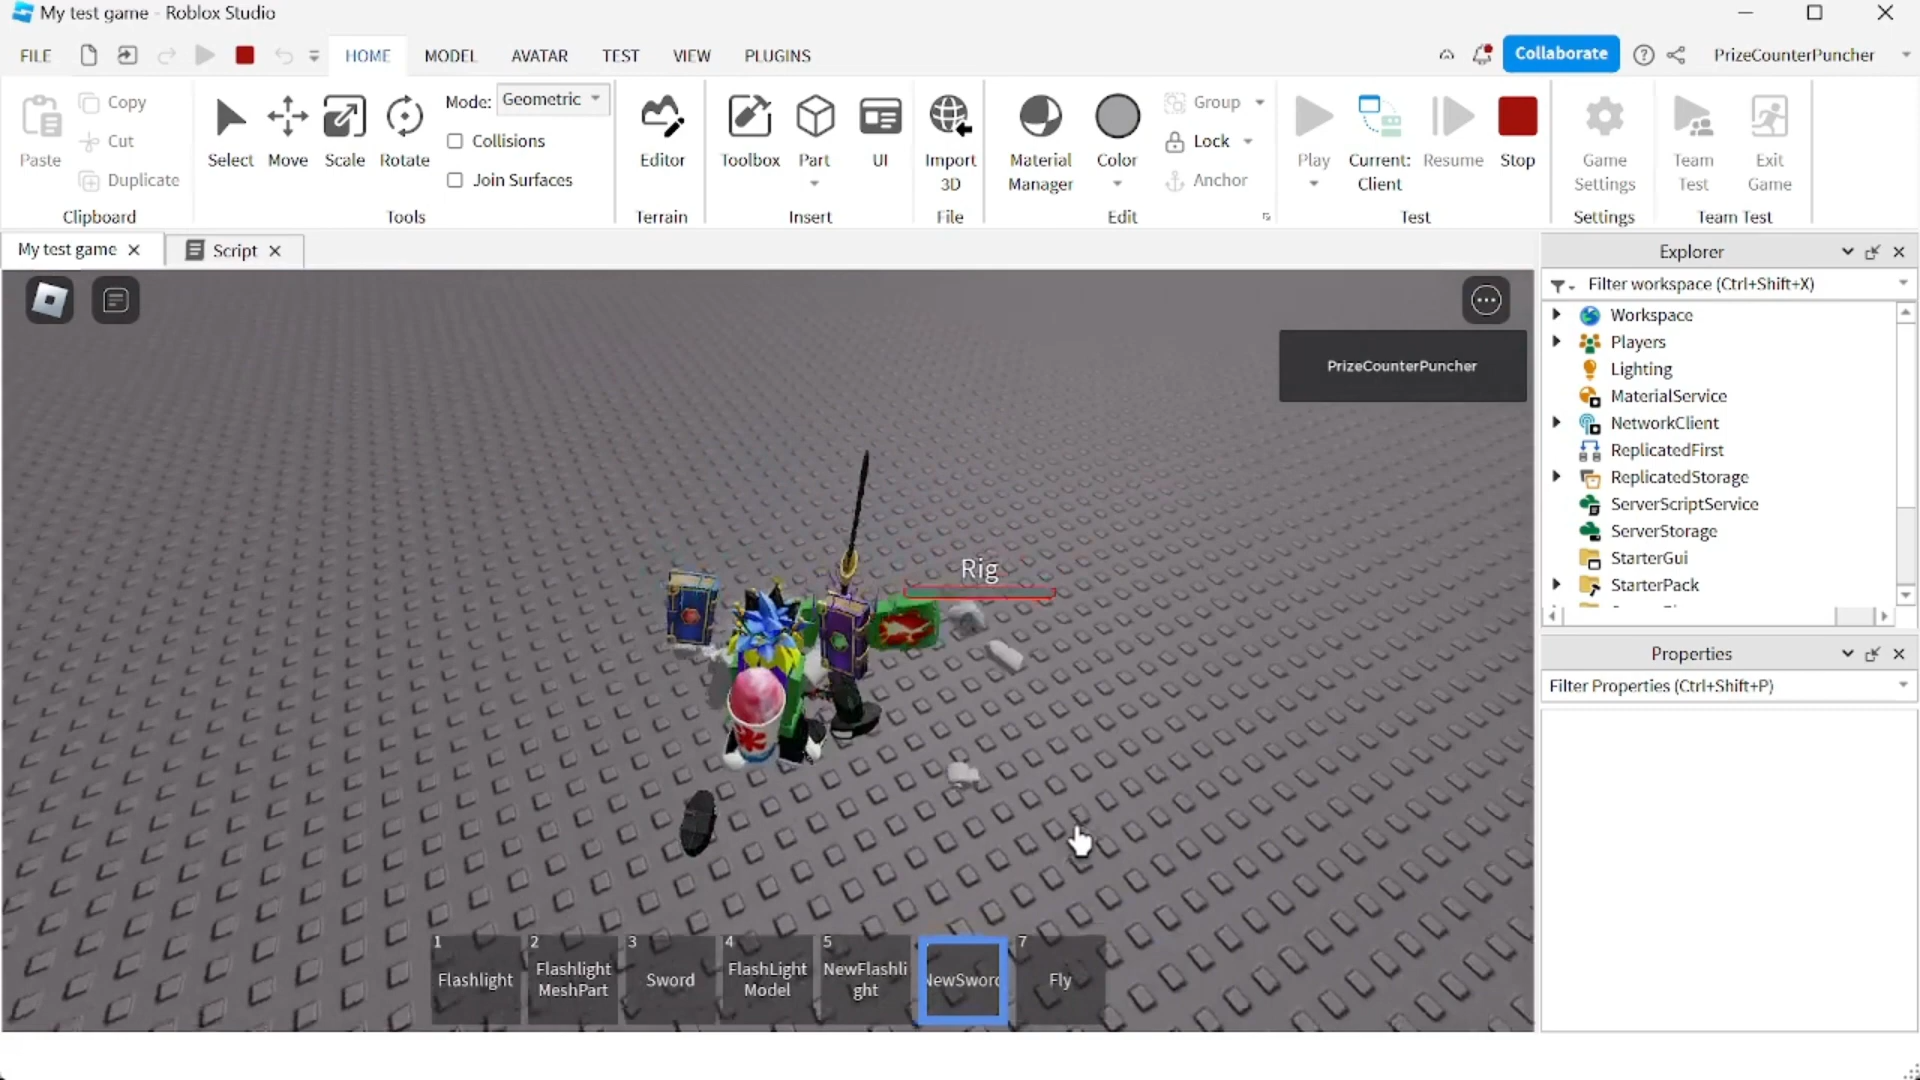 My test game - Roblox Studio
FILE HOME MODEL AVATAR TEST VIEW PLUGINS Collaborate PrizeCounterPuncher
Paste
Copy
Cut
Duplicate
Clipboard
Select Move Scale Rotate
Mode: Geometric
Collisions
Join Surfaces
Tools
Editor
Terrain
Toolbox Part UI
Insert
Import
3D
File
Material
Manager
Color
Group
Lock
Anchor
Edit
Play
Current:
Client
Resume Stop
Test
Game
Settings
Settings
Team
Test
Exit
Game
Team Test
My test game
Script
PrizeCounterPuncher
Rig
1
Flashlight
2
Flashlight
MeshPart
3
Sword
4
FlashLight
Model
5
NewFlashli
ght
NewSword
7
Fly
Explorer
Filter workspace (Ctrl+Shift+X)
Workspace
Players
Lighting
MaterialService
NetworkClient
ReplicatedFirst
ReplicatedStorage
ServerScriptService
ServerStorage
StarterGui
StarterPack
Properties
Filter Properties (Ctrl+Shift+P)